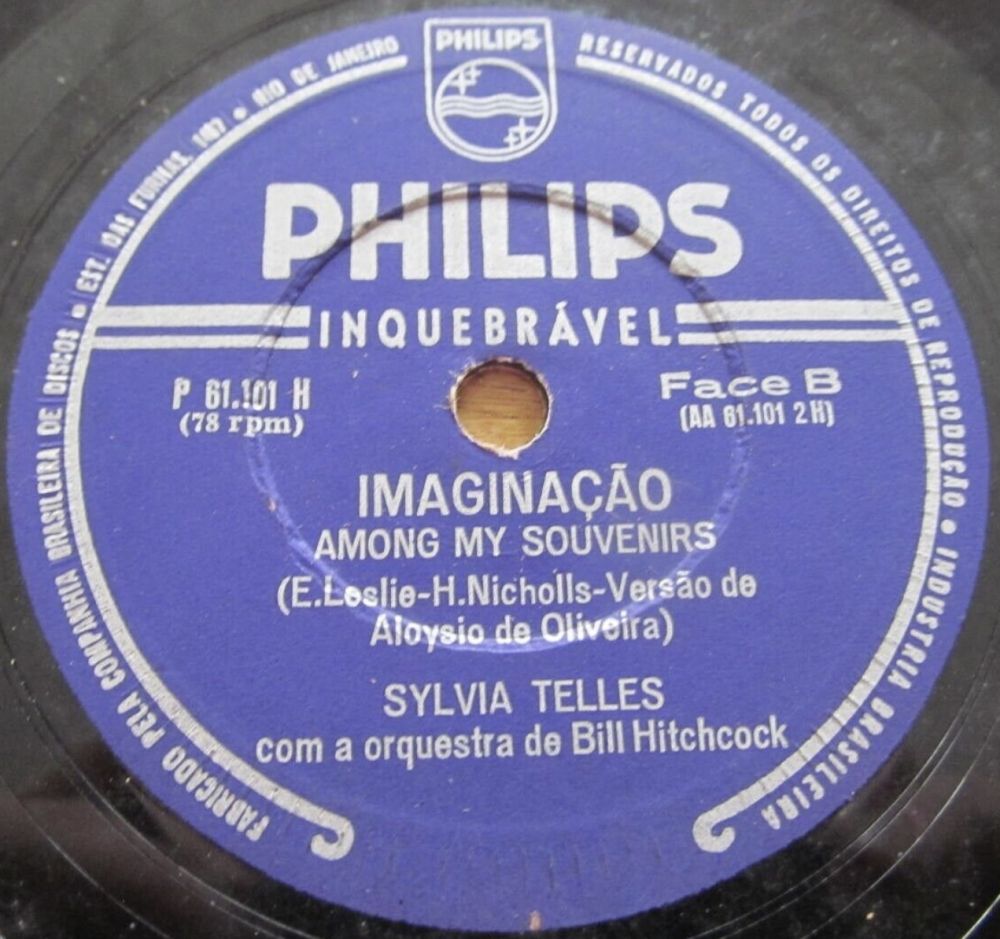 PHILIPS
PHILIPS
INQUEBRÁVEL
P 61.101 H
(78 rpm)
Face B
(AA 61.101 2 H)
IMAGINAÇÃO
AMONG MY SOUVENIRS
(E.Leslie-H.Nicholls-Versão de
Aloysio de Oliveira)
SYLVIA TELLES
com a orquestra de Bill Hitchcock
FABRICADO PELA COMPANHIA BRASILEIRA DE DISCOS • EST. DAS FURNAS, 1487 • RIO DE JANEIRO
RESERVADOS TODOS OS DIREITOS DE REPRODUCÃO • INDUSTRIA BRASILEIRA